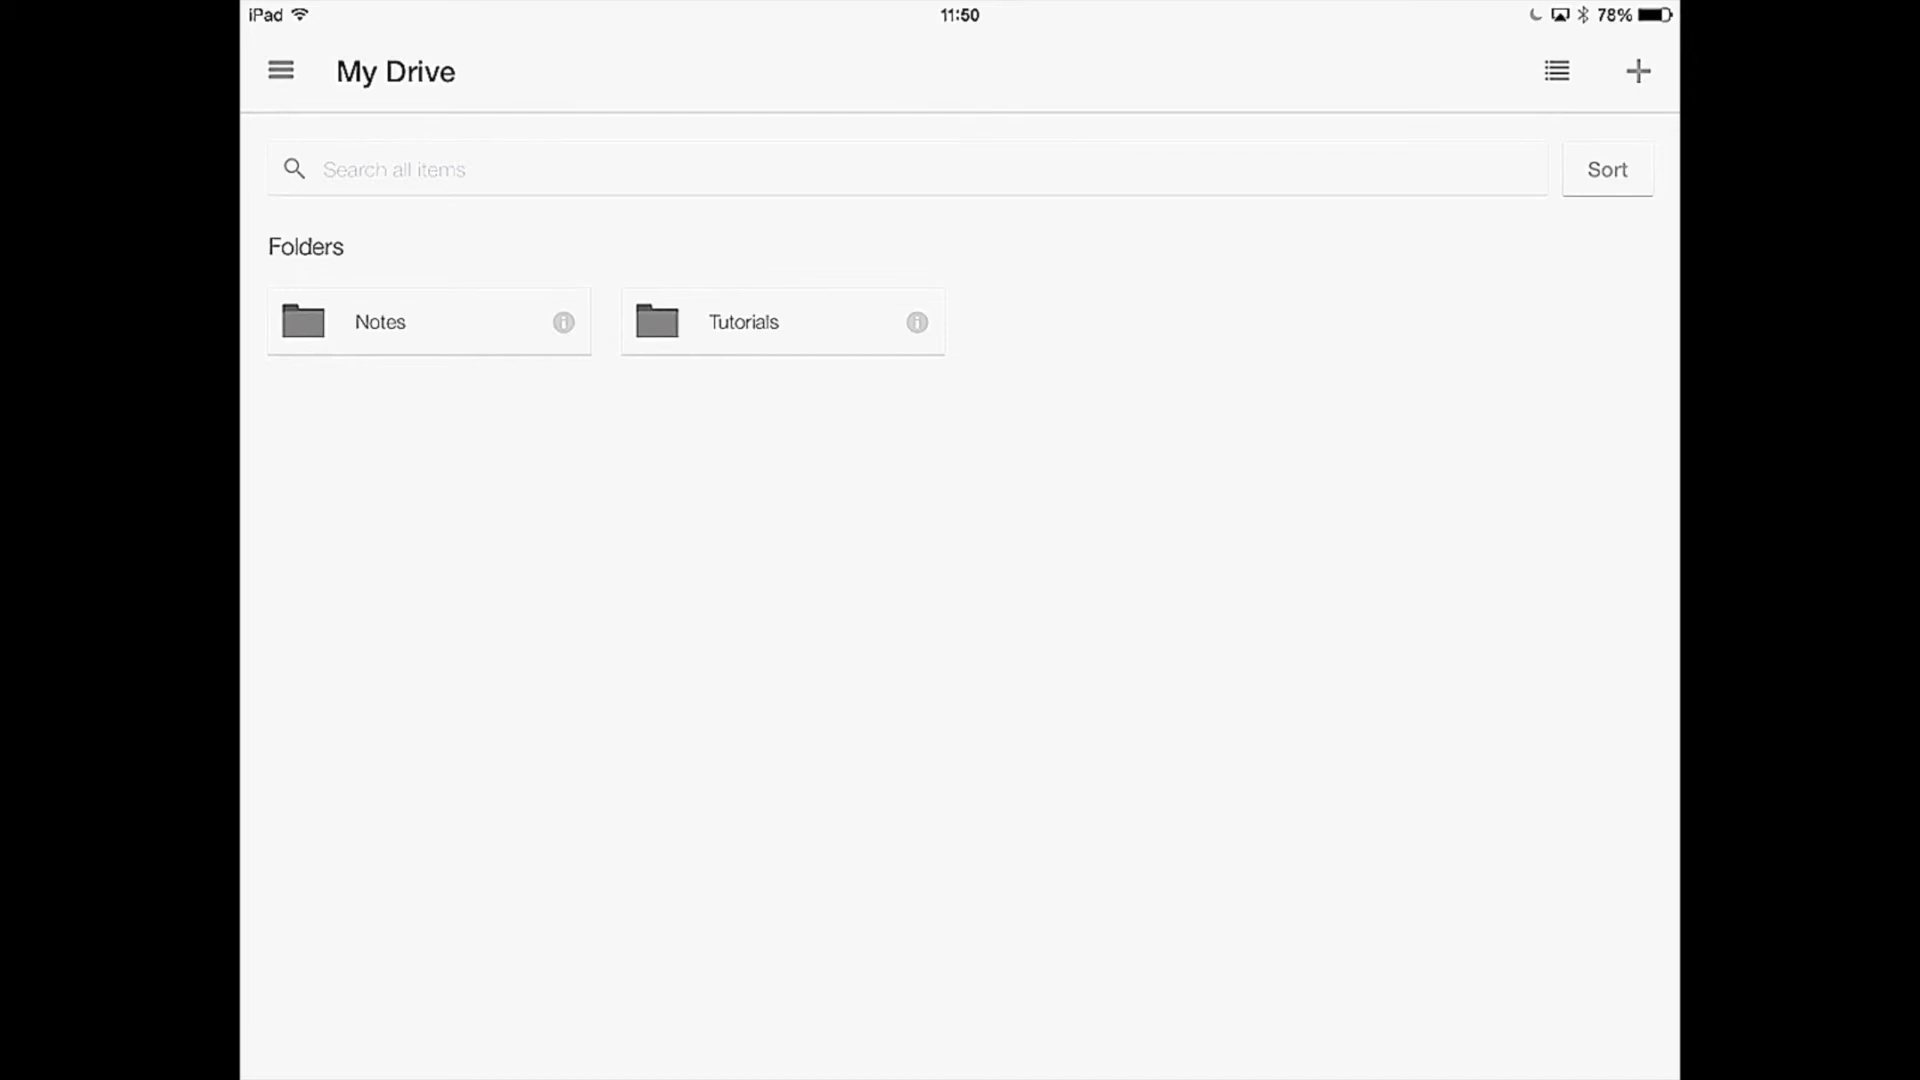 iPad 11:50 78%
My Drive
Search all items Sort
Folders
Notes Tutorials